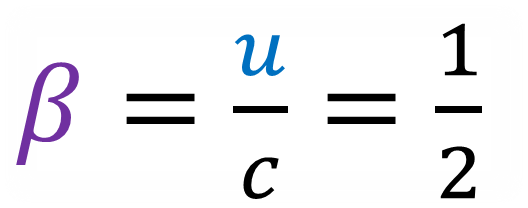 β = u/c = 1/2